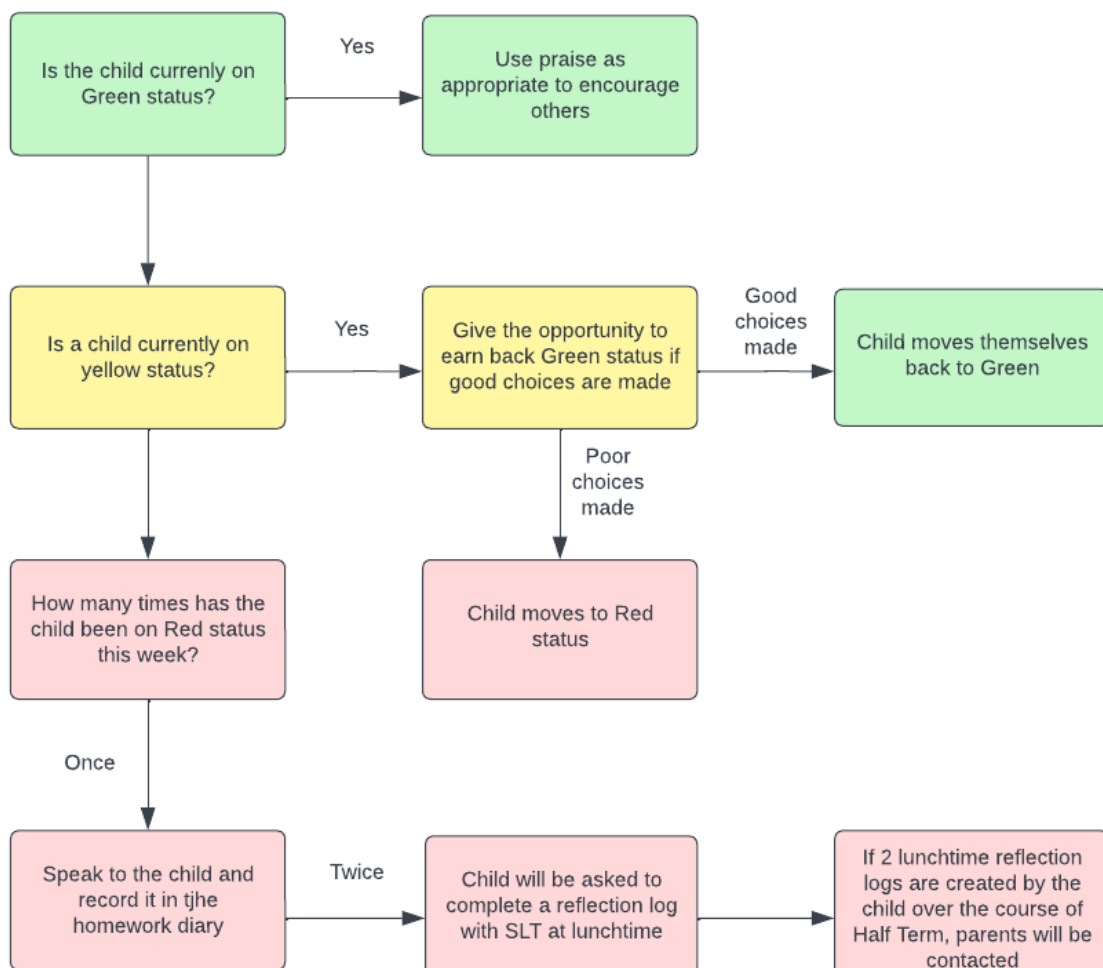 Is the child currenly on
Green status?
Yes
Use praise as
appropriate to encourage
others
Is a child currently on
yellow status?
Yes
Give the opportunity to
earn back Green status if
good choices are made
Good
choices
made
Child moves themselves
back to Green
Poor
choices
made
How many times has the
child been on Red status
this week?
Child moves to Red
status
Once
Speak to the child and
record it in tjhe
homework diary
Twice
Child will be asked to
complete a reflection log
with SLT at lunchtime
If 2 lunchtime reflection
logs are created by the
child over the course of
Half Term, parents will be
contacted